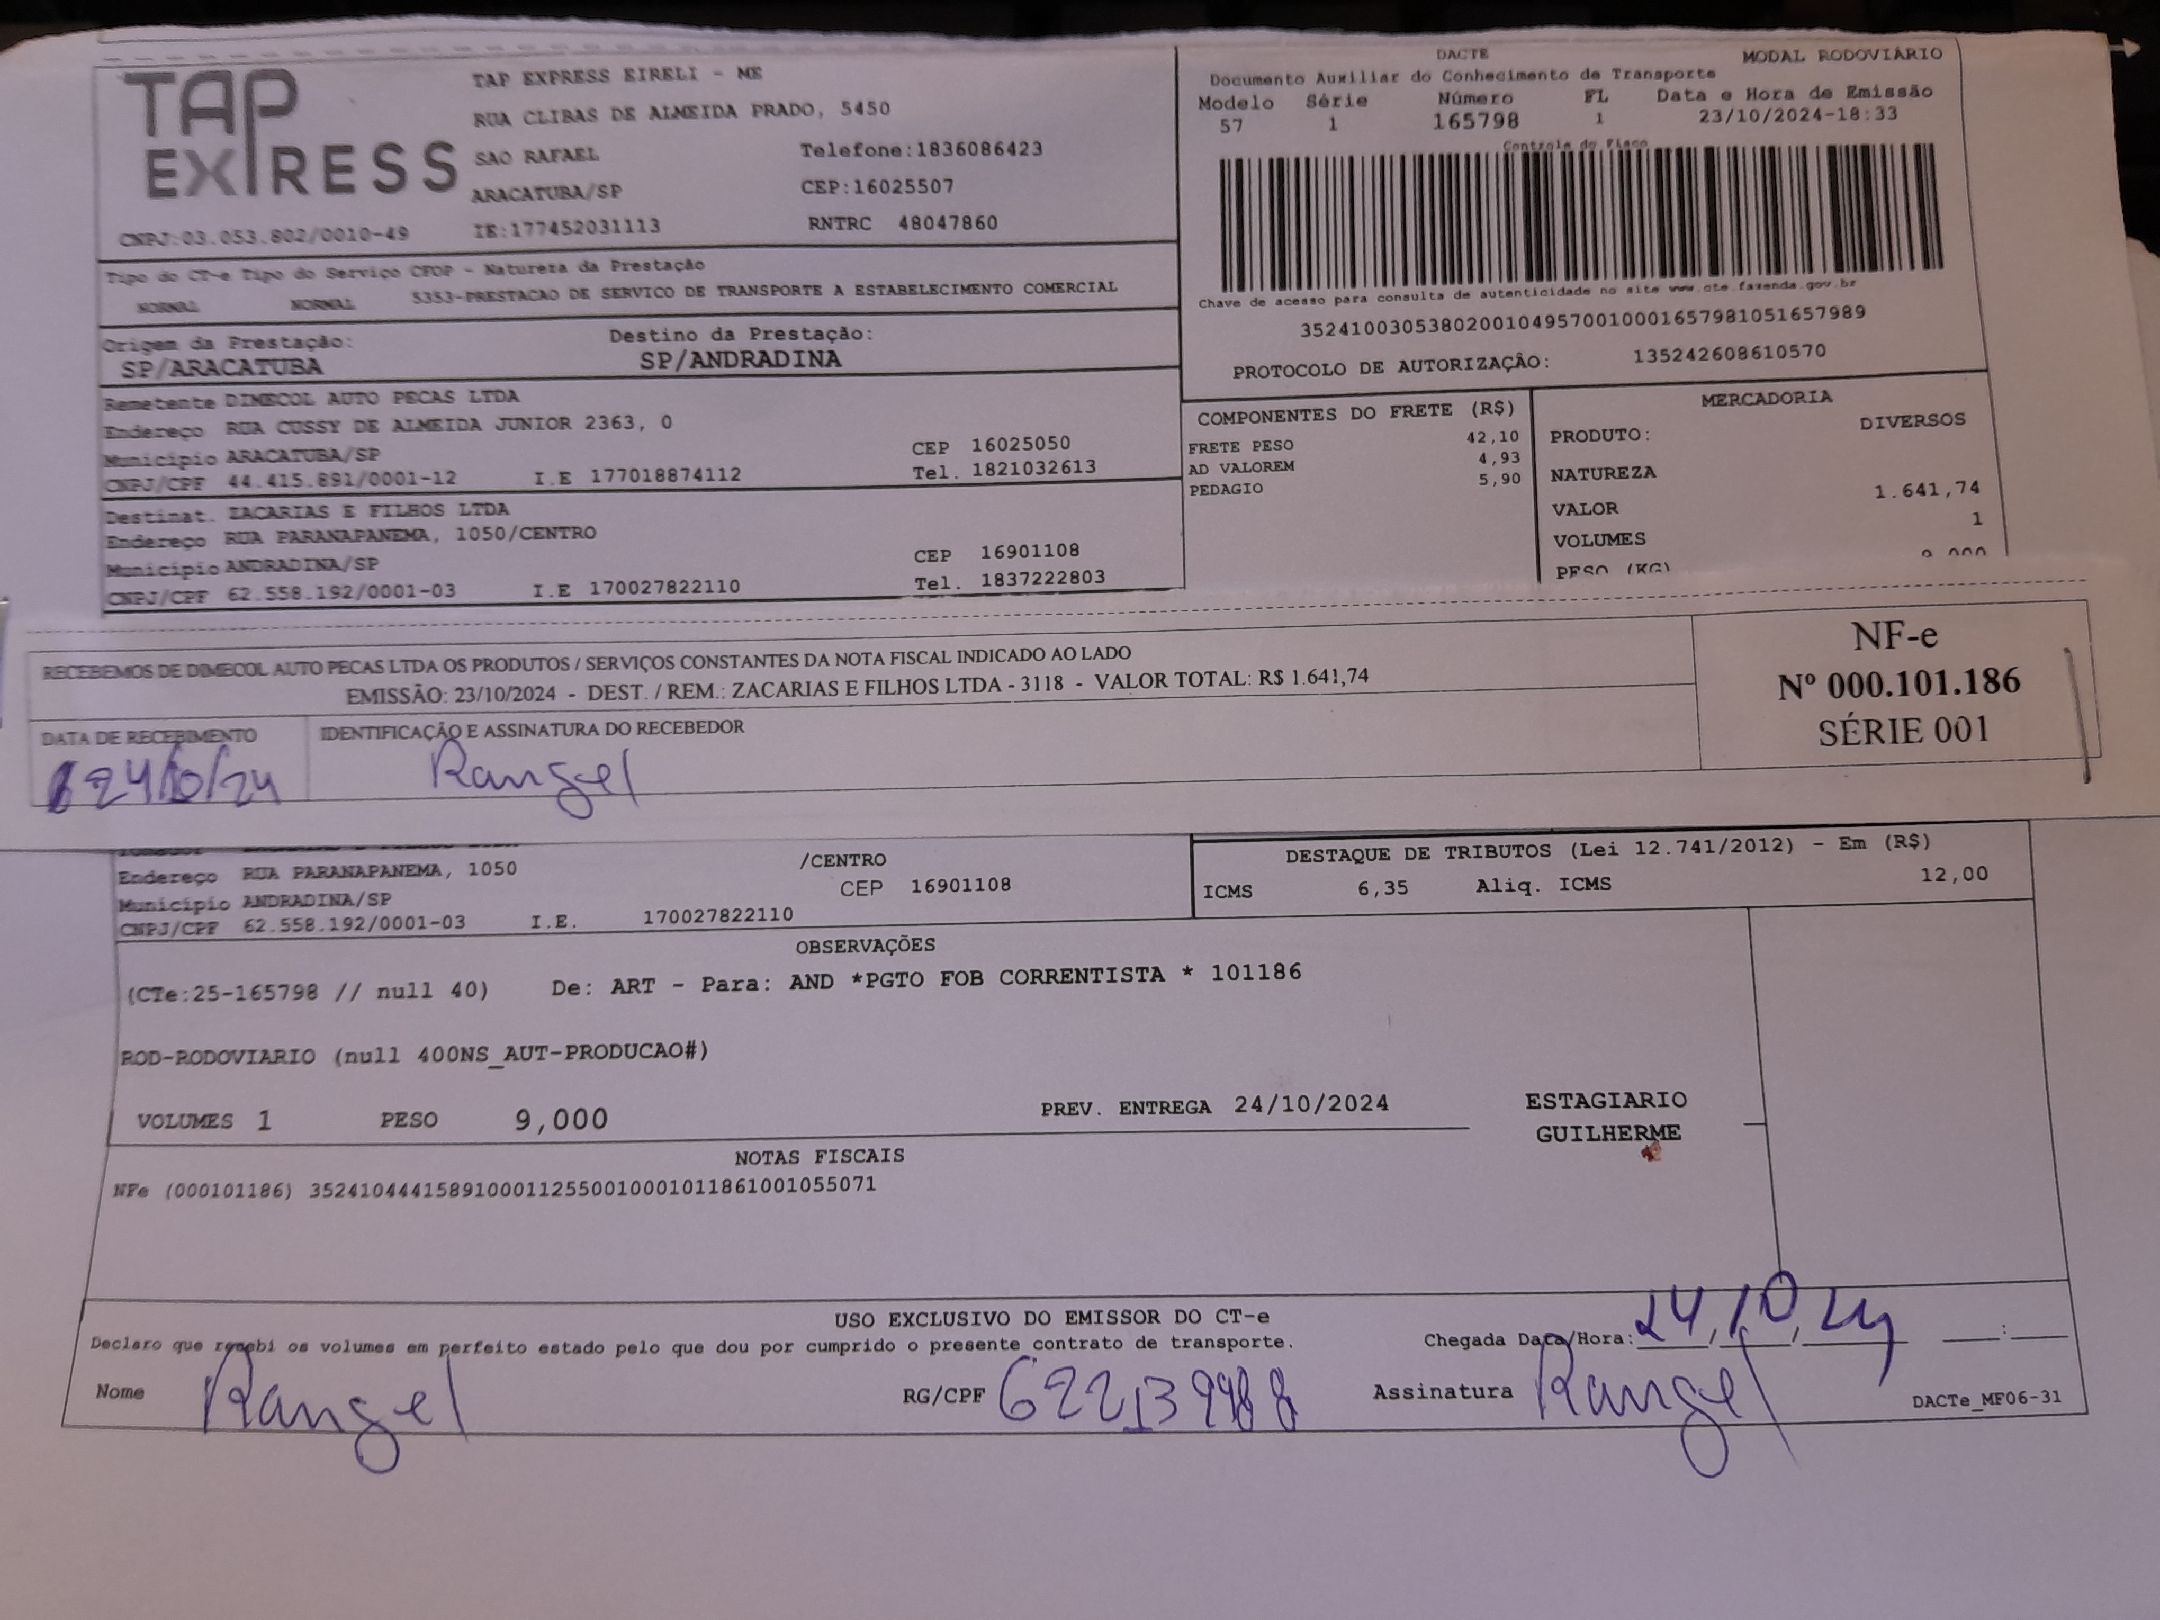 TAP EXPRESS
TAP EXPRESS EIRELI - ME
RUA CLIBAS DE ALMEIDA PRADO, 5450
SAO RAFAEL Telefone:1836086423
ARACATUBA/SP CEP:16025507
CNPJ:03.053.802/0010-49 IE:177452031113 RNTRC 48047860
DACTE MODAL RODOVIÁRIO
Documento Auxiliar do Conhecimento de Transporte
Modelo Série Número FL Data e Hora de Emissão
57 1 165798 1 23/10/2024-18:33
Controle do Fisco
Chave de acesso para consulta de autenticidade no site www.cte.fazenda.gov.br
35241003053802001049570010001657981051657989
PROTOCOLO DE AUTORIZAÇÂO: 135242608610570
Tipo do CT-e Tipo do Serviço CFOP - Natureza da Prestação
NORMAL NORMAL 5353-PRESTACAO DE SERVICO DE TRANSPORTE A ESTABELECIMENTO COMERCIAL
Origem da Prestação: Destino da Prestação:
SP/ARACATUBA SP/ANDRADINA
Remetente DIMECOL AUTO PECAS LTDA
Endereço RUA CUSSY DE ALMEIDA JUNIOR 2363, 0
Município ARACATUBA/SP CEP 16025050
CNPJ/CPF 44.415.891/0001-12 I.E 177018874112 Tel. 1821032613
Destinat. ZACARIAS E FILHOS LTDA
Endereço RUA PARANAPANEMA, 1050/CENTRO
Município ANDRADINA/SP CEP 16901108
CNPJ/CPF 62.558.192/0001-03 I.E 170027822110 Tel. 1837222803
COMPONENTES DO FRETE (R$)
FRETE PESO 42,10
AD VALOREM 4,93
PEDAGIO 5,90
MERCADORIA
PRODUTO: DIVERSOS
NATUREZA
VALOR 1.641,74
VOLUMES 1
PESO (KG) 9,000
RECEBEMOS DE DIMECOL AUTO PECAS LTDA OS PRODUTOS / SERVIÇOS CONSTANTES DA NOTA FISCAL INDICADO AO LADO
EMISSÃO: 23/10/2024 - DEST. / REM.: ZACARIAS E FILHOS LTDA - 3118 - VALOR TOTAL: R$ 1.641,74
NF-e
Nº 000.101.186
SÉRIE 001
DATA DE RECEBIMENTO IDENTIFICAÇÃO E ASSINATURA DO RECEBEDOR
24/10/24 Rangel
Endereço RUA PARANAPANEMA, 1050 /CENTRO
Município ANDRADINA/SP CEP 16901108
CNPJ/CPF 62.558.192/0001-03 I.E. 170027822110
DESTAQUE DE TRIBUTOS (Lei 12.741/2012) - Em (R$)
ICMS 6,35 Aliq. ICMS 12,00
OBSERVAÇÕES
(CTe:25-165798 // null 40) De: ART - Para: AND *PGTO FOB CORRENTISTA * 101186
ROD-RODOVIARIO (null 400NS_AUT-PRODUCAO#)
VOLUMES 1 PESO 9,000 PREV. ENTREGA 24/10/2024
ESTAGIARIO
GUILHERME
NOTAS FISCAIS
NFe (000101186) 35241044415891000112550010001011861001055071
USO EXCLUSIVO DO EMISSOR DO CT-e
Declaro que recebi os volumes em perfeito estado pelo que dou por cumprido o presente contrato de transporte. Chegada Data/Hora: 24/10/24 __:__
Nome Rangel RG/CPF 622139988 Assinatura Rangel DACTe_MF06-31